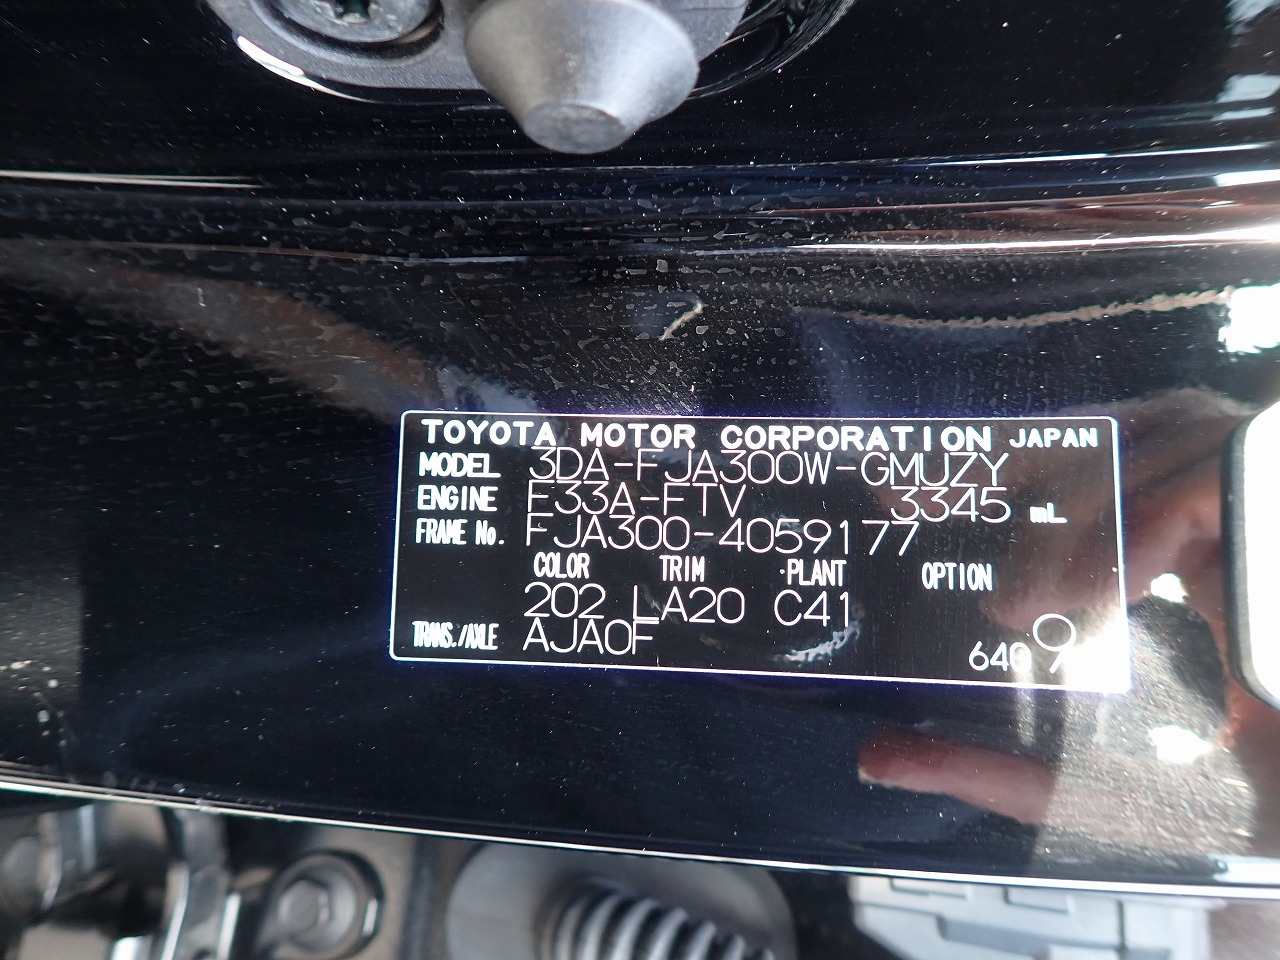 TOYOTA MOTOR CORPORATION JAPAN
MODEL 3DA-FJA300W-GMUZY
ENGINE F33A-FTV 3345 mL
FRAME No. FJA300-4059177
COLOR TRIM PLANT OPTION
202 LA20 C41
TRANS./AXLE AJA0F 9